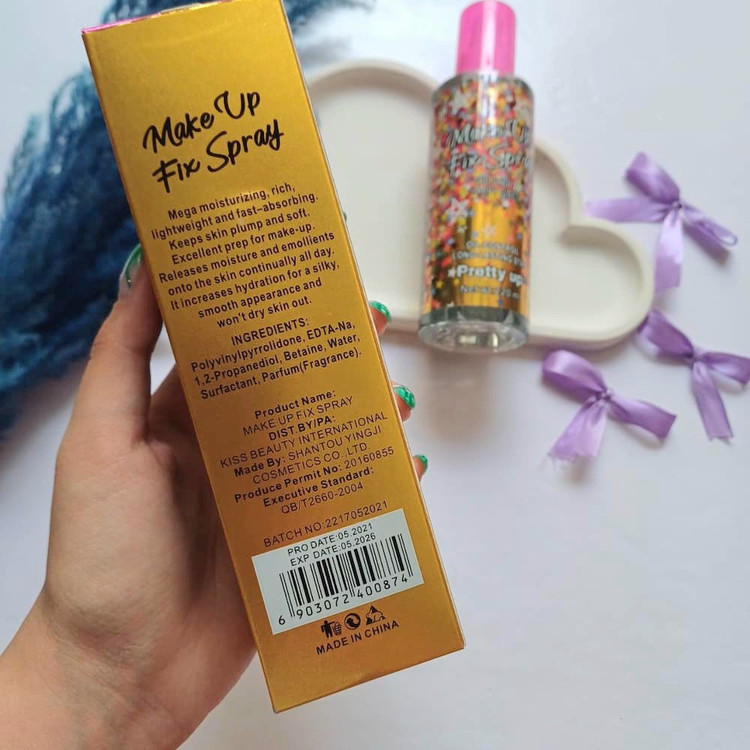 Make Up
Fix Spray
Mega moisturizing, rich,
lightweight and fast-absorbing.
Keeps skin plump and soft.
Excellent prep for make-up.
Releases moisture and emollients
onto the skin continually all day.
It increases hydration for a silky,
smooth appearance and
won't dry skin out.
INGREDIENTS:
Polyvinylpyrrolidone, EDTA-Na,
1,2-Propanediol, Betaine, Water,
Surfactant, Parfum(Fragrance).
Product Name:
MAKE UP FIX SPRAY
DIST BY/PA:
KISS BEAUTY INTERNATIONAL
Made By: SHANTOU YINGJI
COSMETICS CO.,LTD
Produce Permit No: 20160855
Executive Standard:
QB/T2660-2004
BATCH NO:2217052021
PRO DATE:05.2021
EXP DATE:05.2026
6 903072 400874
MADE IN CHINA
Make Up
Fix Spray
OIL-CONTROL
LONG-LASTING
Pretty up